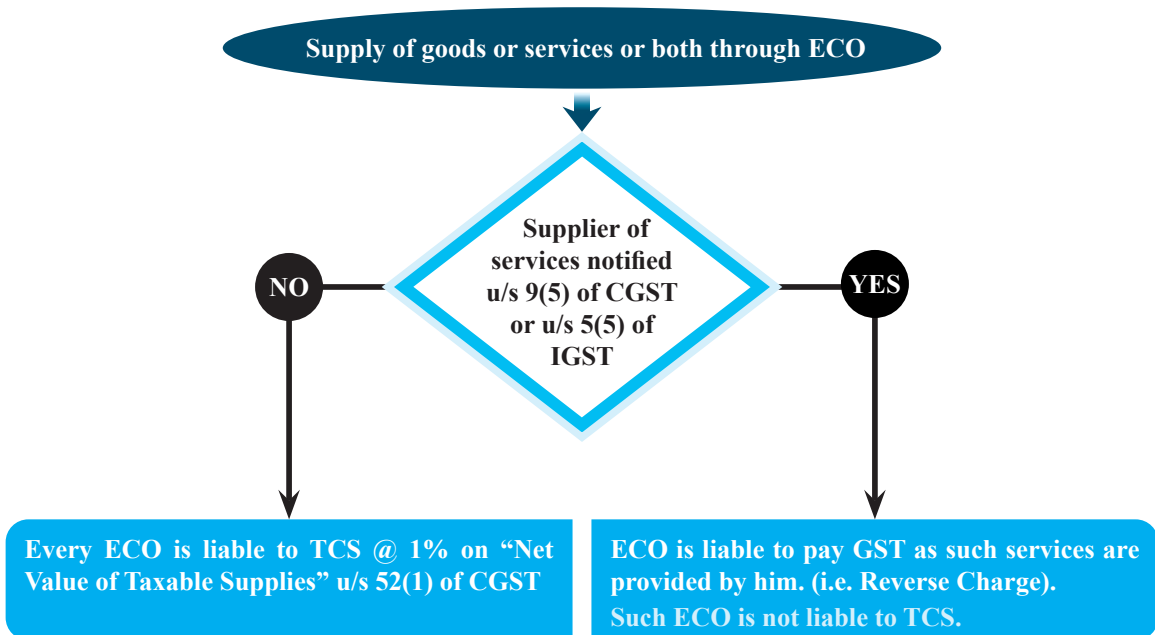 Supply of goods or services or both through ECO
Supplier of
services notified
u/s 9(5) of CGST
or u/s 5(5) of
IGST
NO
YES
Every ECO is liable to TCS @ 1% on “Net
Value of Taxable Supplies” u/s 52(1) of CGST
ECO is liable to pay GST as such services are
provided by him. (i.e. Reverse Charge).
Such ECO is not liable to TCS.